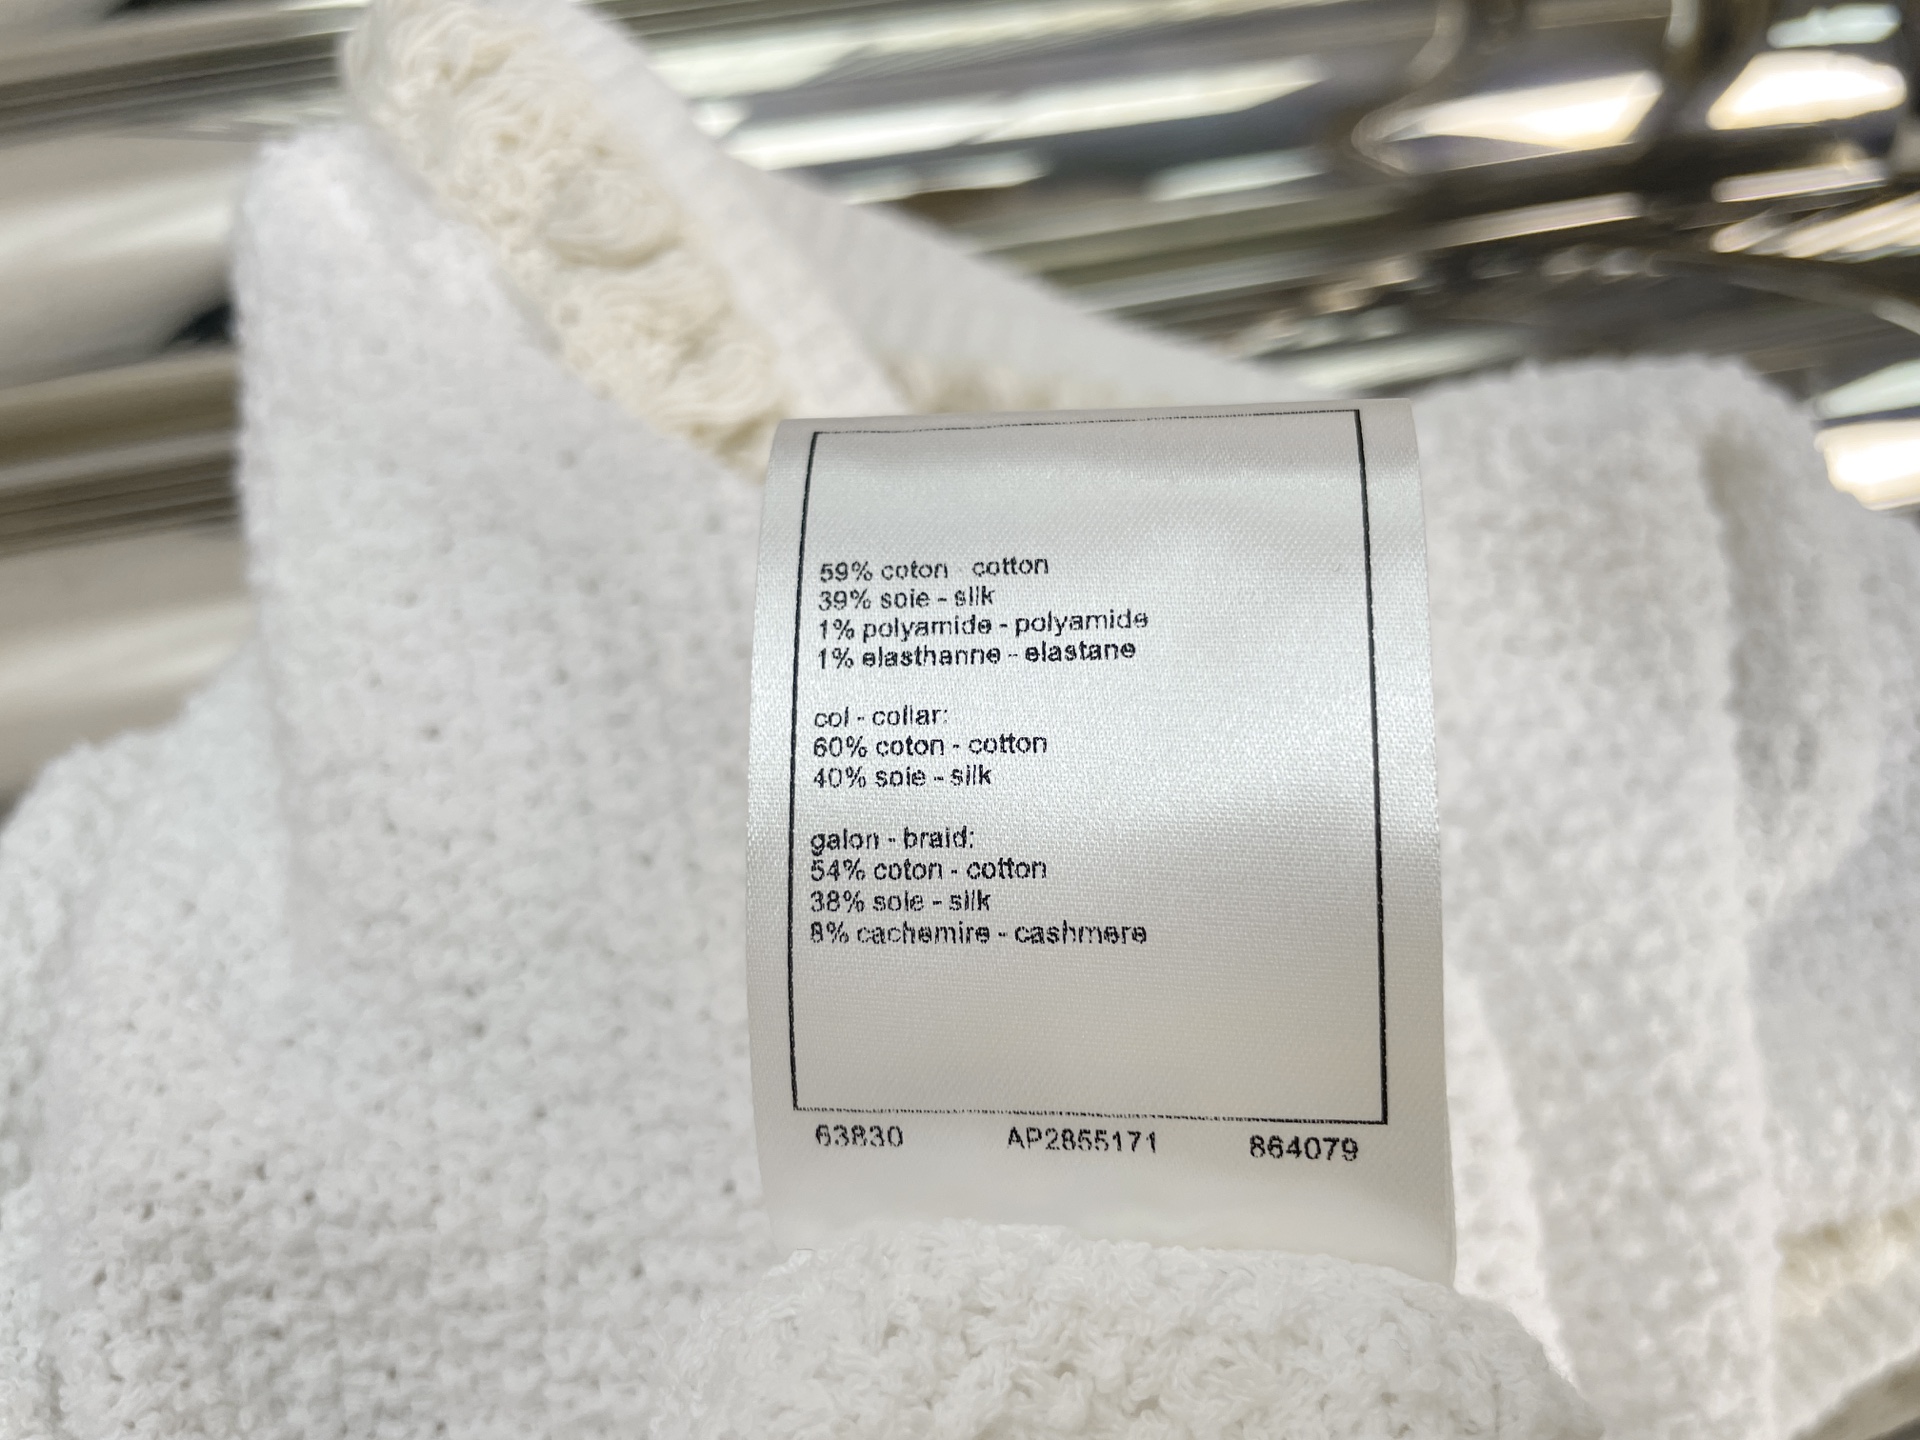 59% coton - cotton
39% soie - silk
1% polyamide - polyamide
1% elasthanne - elastane
col - collar:
60% coton - cotton
40% soie - silk
galon - braid:
54% coton - cotton
38% soie - silk
8% cachemire - cashmere
63830 AP2855171 864079